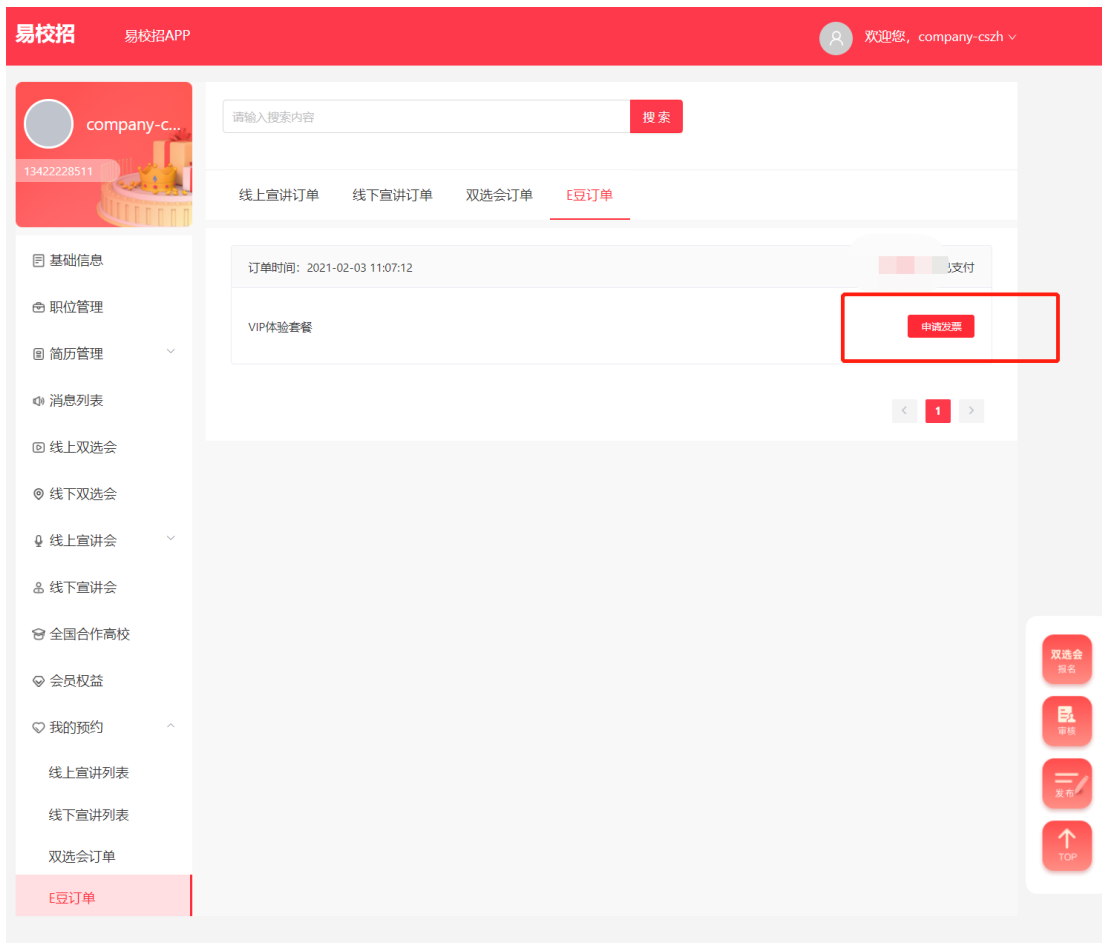 易校招
易校招APP
欢迎您，company-cszh
company-c...
13422228511
请输入搜索内容
搜 索
线上宣讲订单
线下宣讲订单
双选会订单
E豆订单
订单时间：2021-02-03 11:07:12
支付
VIP体验套餐
申请发票
1
基础信息
职位管理
简历管理
消息列表
线上双选会
线下双选会
线上宣讲会
线下宣讲会
全国合作高校
会员权益
我的预约
线上宣讲列表
线下宣讲列表
双选会订单
E豆订单
双选会
报名
审核
发布
TOP